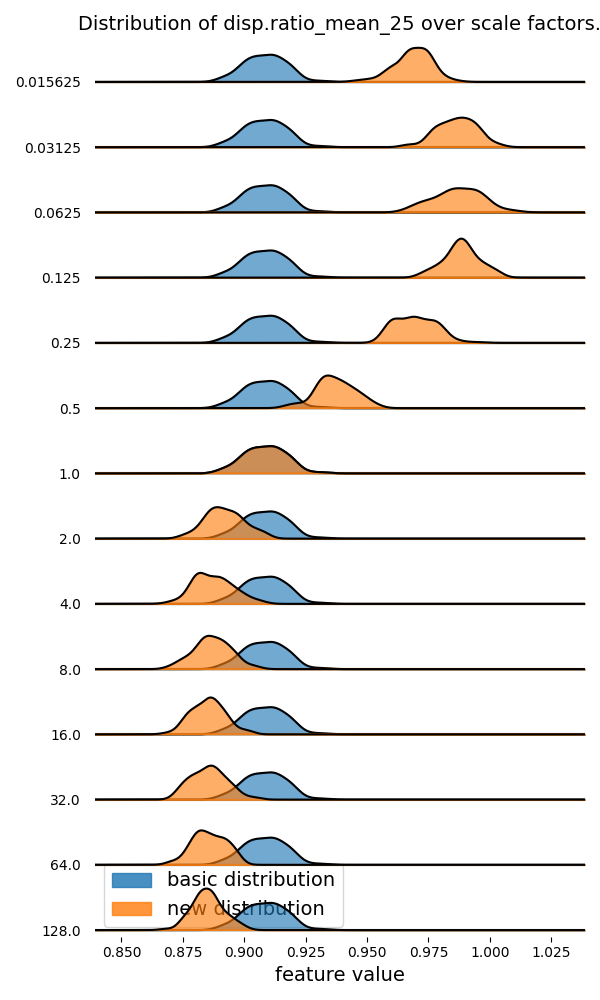 Distribution of disp.ratio_mean_25 over scale factors.
0.015625
0.03125
0.0625
0.125
0.25
0.5
1.0
2.0
4.0
8.0
16.0
32.0
64.0
basic distribution
new distribution
128.0
0.850 0.875 0.900 0.925 0.950 0.975 1.000 1.025
feature value